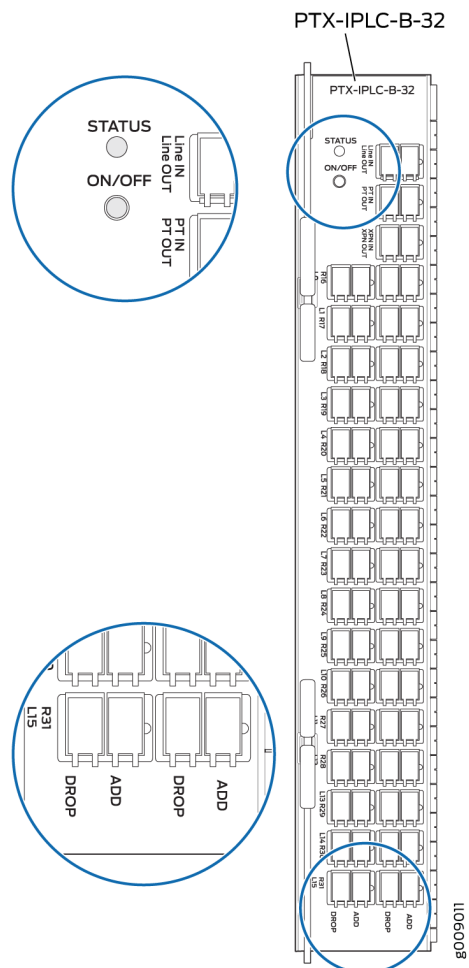 PTX-IPLC-B-32
PTX-IPLC-B-32
STATUS
ON/OFF
Line IN
Line OUT
PT IN
PT OUT
STATUS
ON/OFF
Line IN
Line OUT
PT IN
PT OUT
XPN IN
XPN OUT
R16
L1 R17
L2 R18
L3 R19
L4 R20
L5 R21
L6 R22
L7 R23
L8 R24
L9 R25
L10 R26
R27
R28
L13 R29
L14 R30
R31
L15
DROP
ADD
DROP
ADD
R31
L15
DROP
ADD
DROP
ADD
g009011